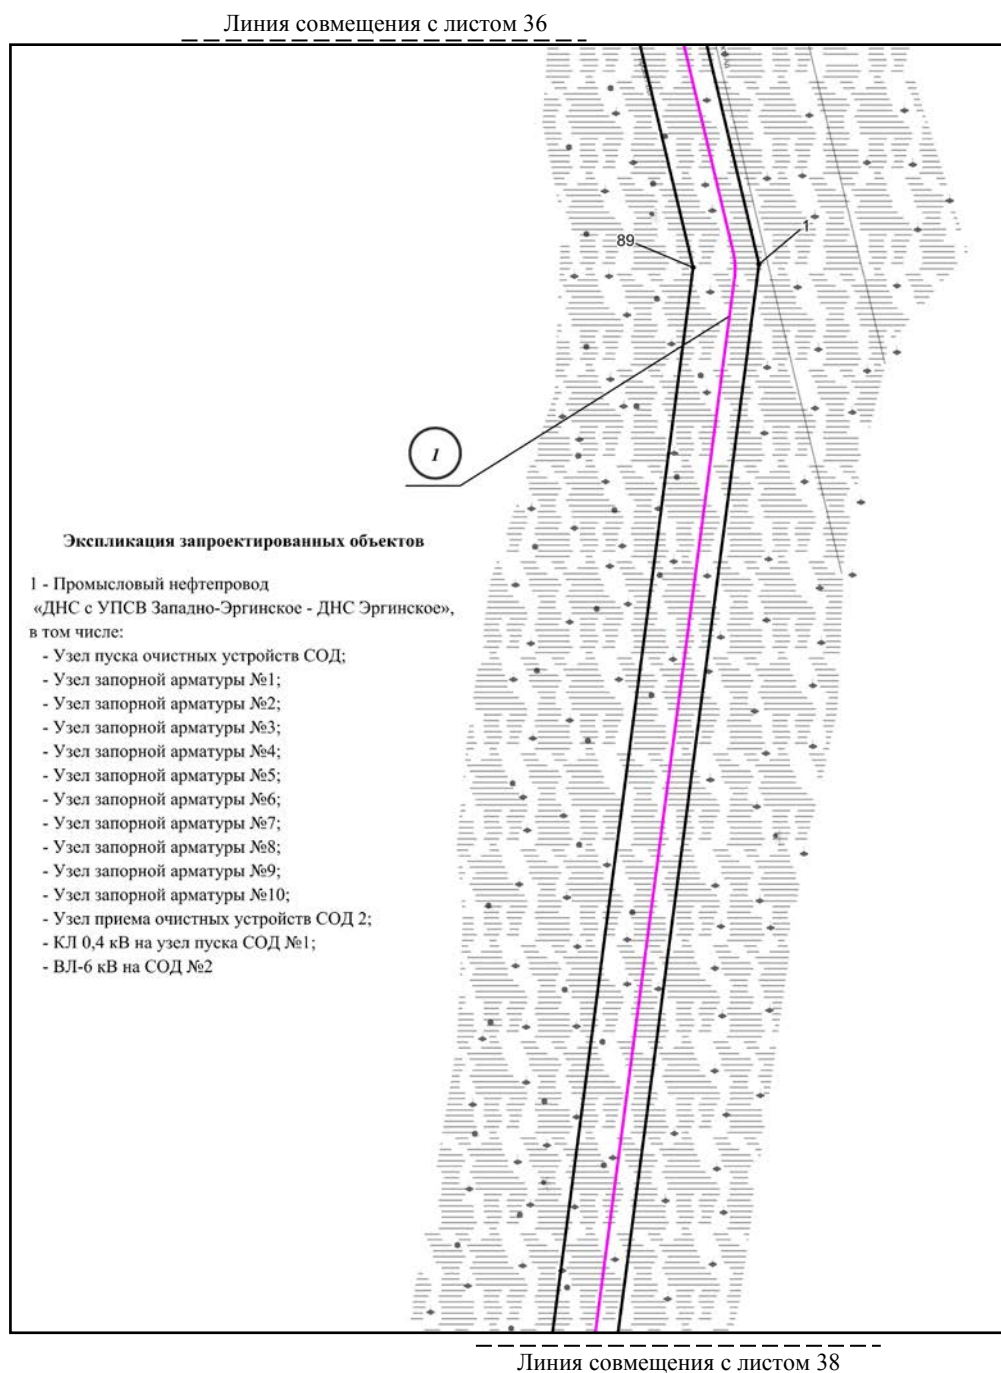 Линия совмещения с листом 36
89
1
1
Экспликация запроектированных объектов
1 - Промысловый нефтепровод
«ДНС с УПСВ Западно-Эргинское - ДНС Эргинское»,
в том числе:
- Узел пуска очистных устройств СОД;
- Узел запорной арматуры №1;
- Узел запорной арматуры №2;
- Узел запорной арматуры №3;
- Узел запорной арматуры №4;
- Узел запорной арматуры №5;
- Узел запорной арматуры №6;
- Узел запорной арматуры №7;
- Узел запорной арматуры №8;
- Узел запорной арматуры №9;
- Узел запорной арматуры №10;
- Узел приема очистных устройств СОД 2;
- КЛ 0,4 кВ на узел пуска СОД №1;
- ВЛ-6 кВ на СОД №2
Линия совмещения с листом 38